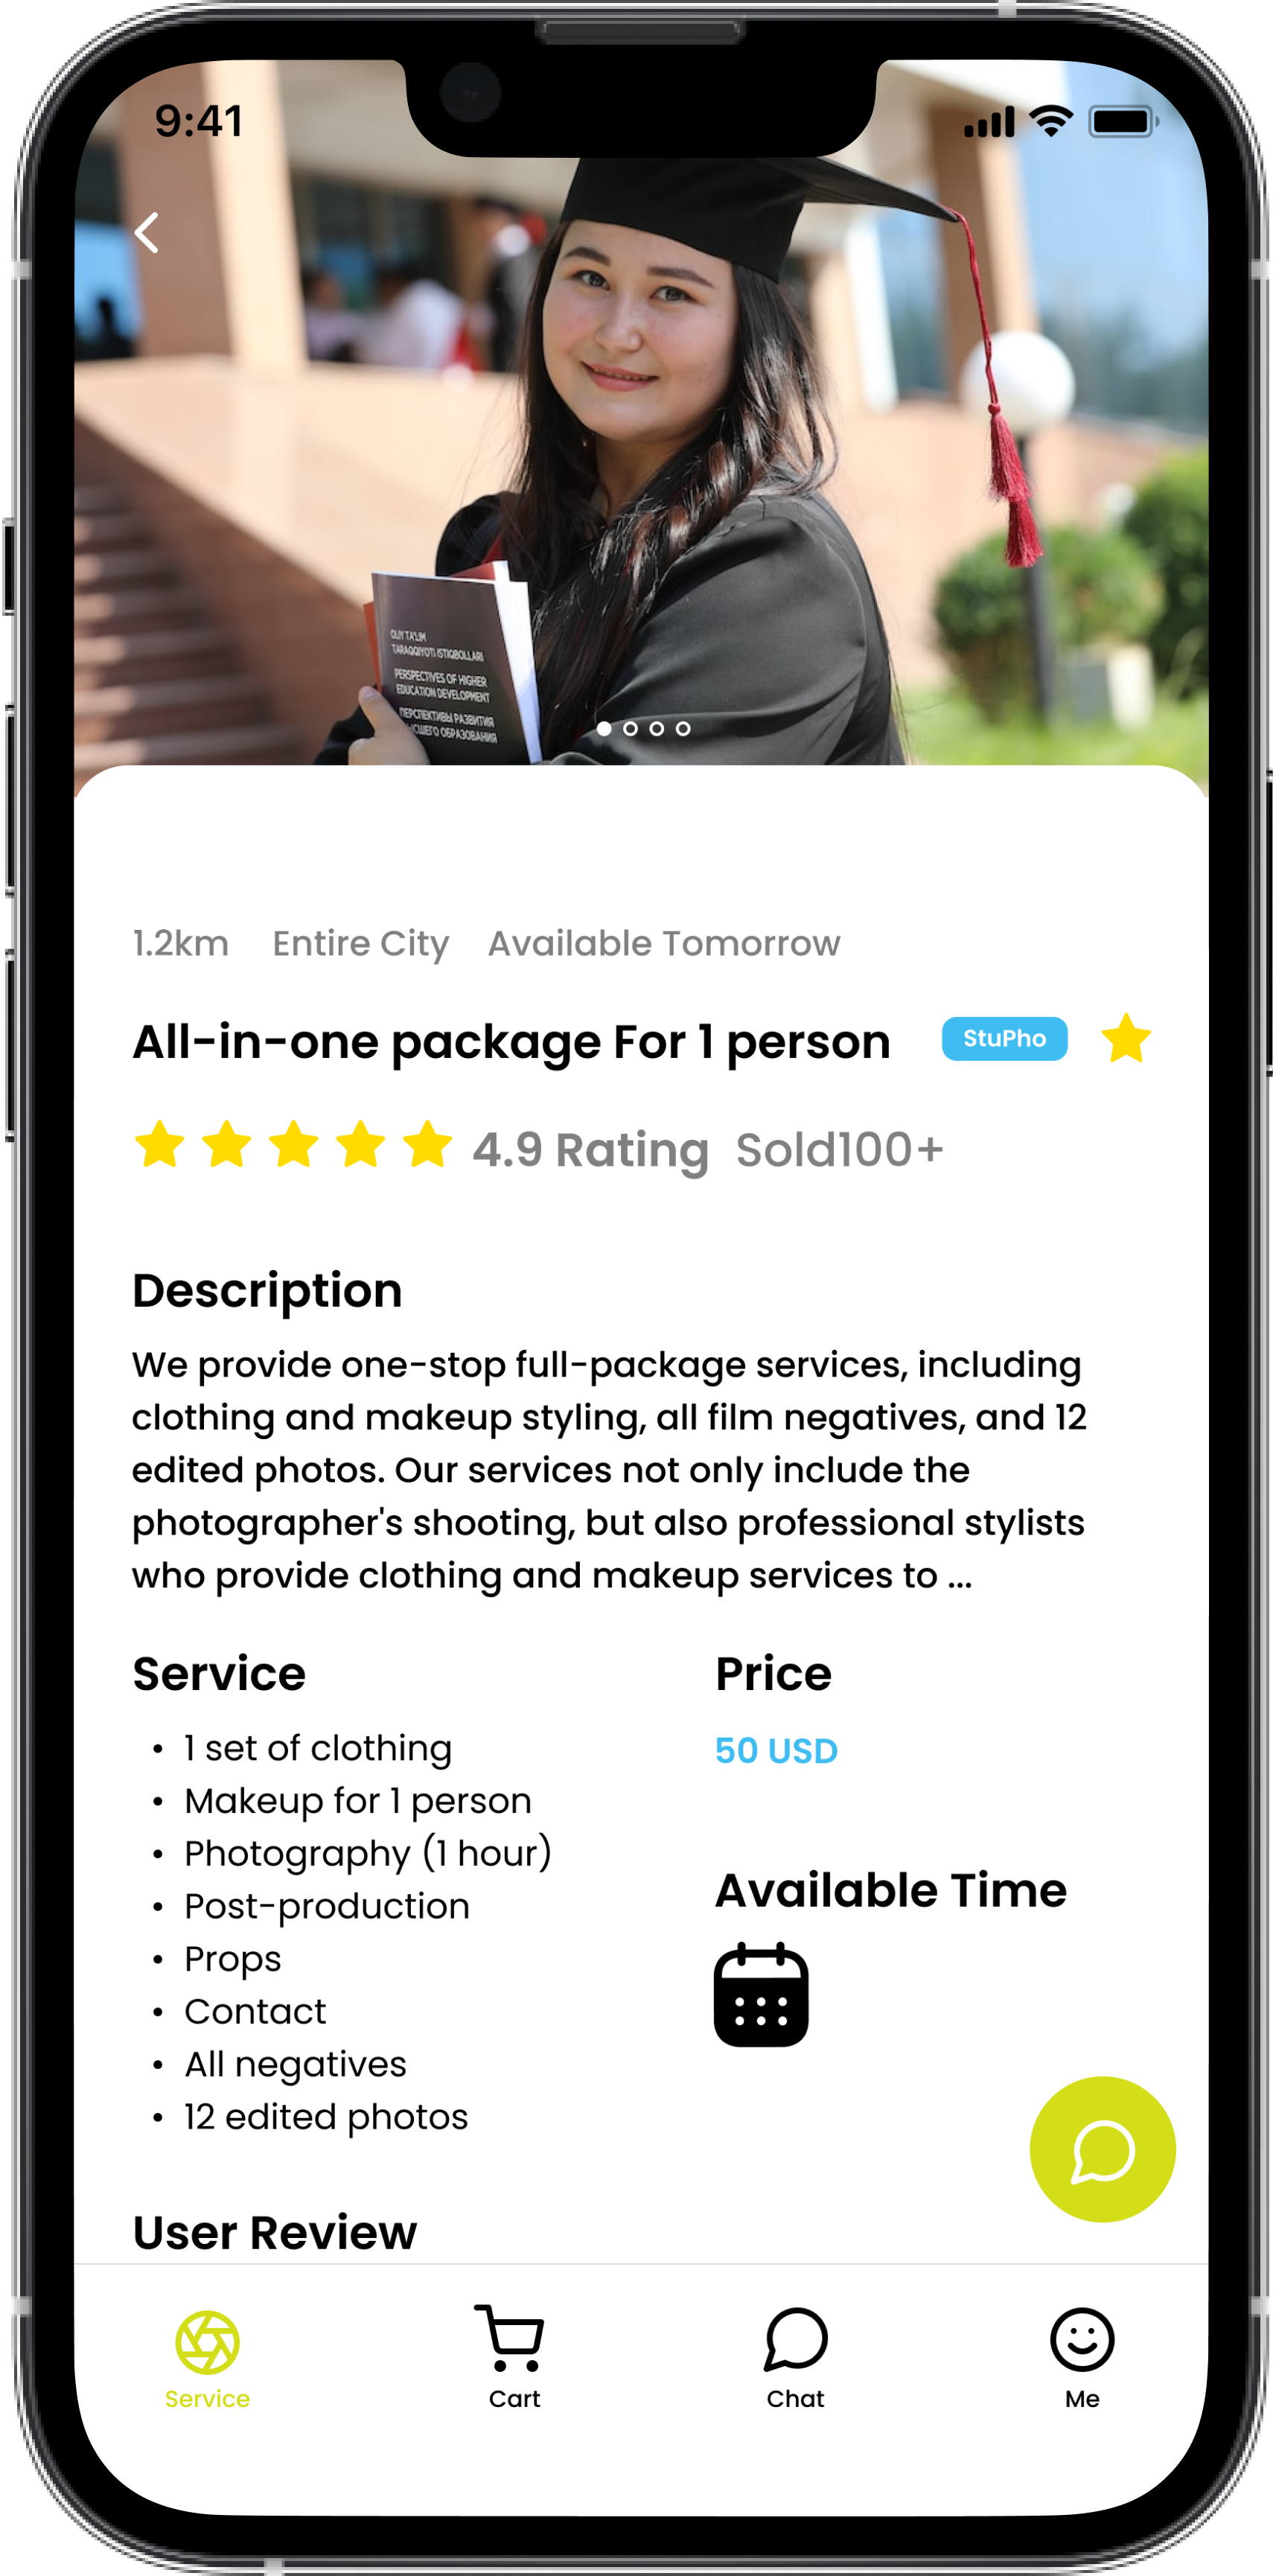 9:41
OLIY TA'LIM
TARAQQIYOTI ISTIQBOLLARI
PERSPECTIVES OF HIGHER
EDUCATION DEVELOPMENT
ПЕРСПЕКТИВЫ РАЗВИТИЯ
ОБРАЗОВАНИЯ
1.2km Entire City Available Tomorrow
All-in-one package For 1 person StuPho
4.9 Rating Sold100+
Description
We provide one-stop full-package services, including
clothing and makeup styling, all film negatives, and 12
edited photos. Our services not only include the
photographer's shooting, but also professional stylists
who provide clothing and makeup services to ...
Service
• 1 set of clothing
• Makeup for 1 person
• Photography (1 hour)
• Post-production
• Props
• Contact
• All negatives
• 12 edited photos
Price
50 USD
Available Time
User Review
Service Cart Chat Me